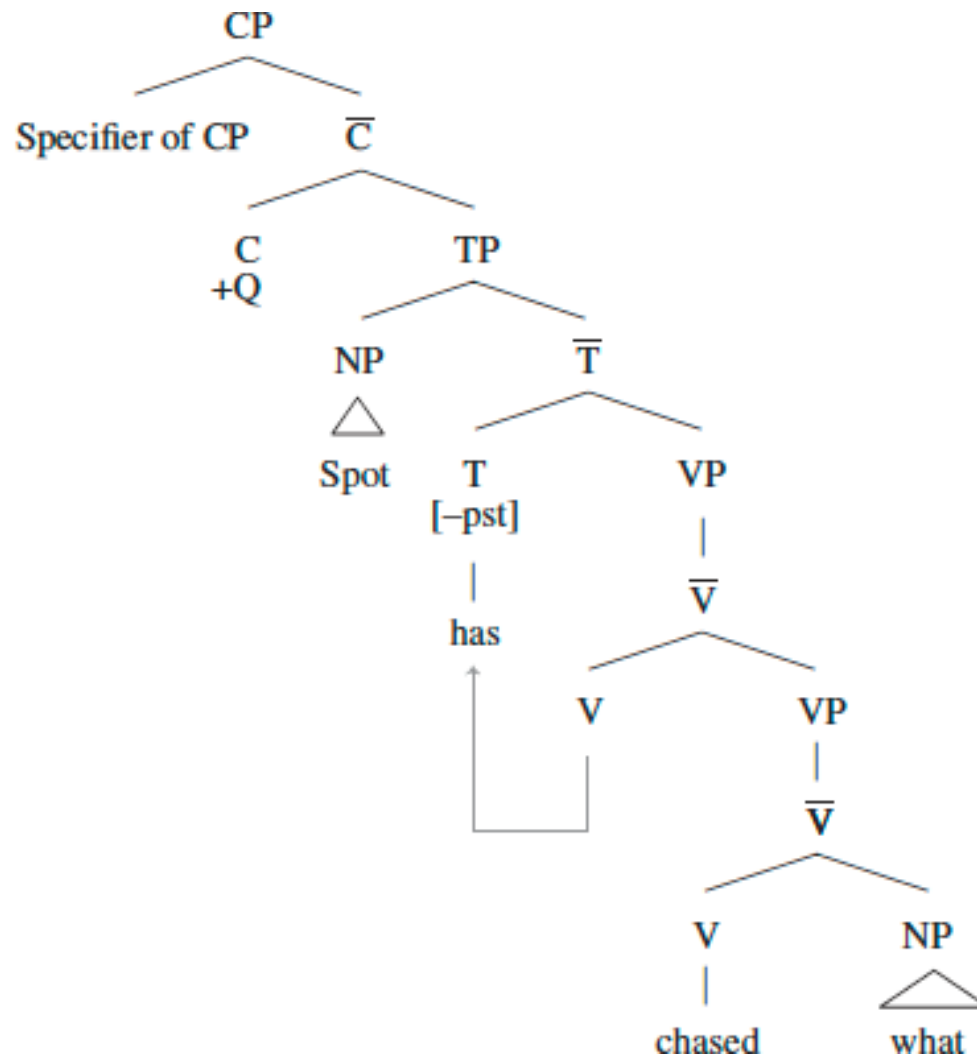 CP
Specifier of CP C̅
C TP
+Q
NP T̅
Spot T VP
[–pst]
V̅
has
V VP
V̅
V NP
chased what